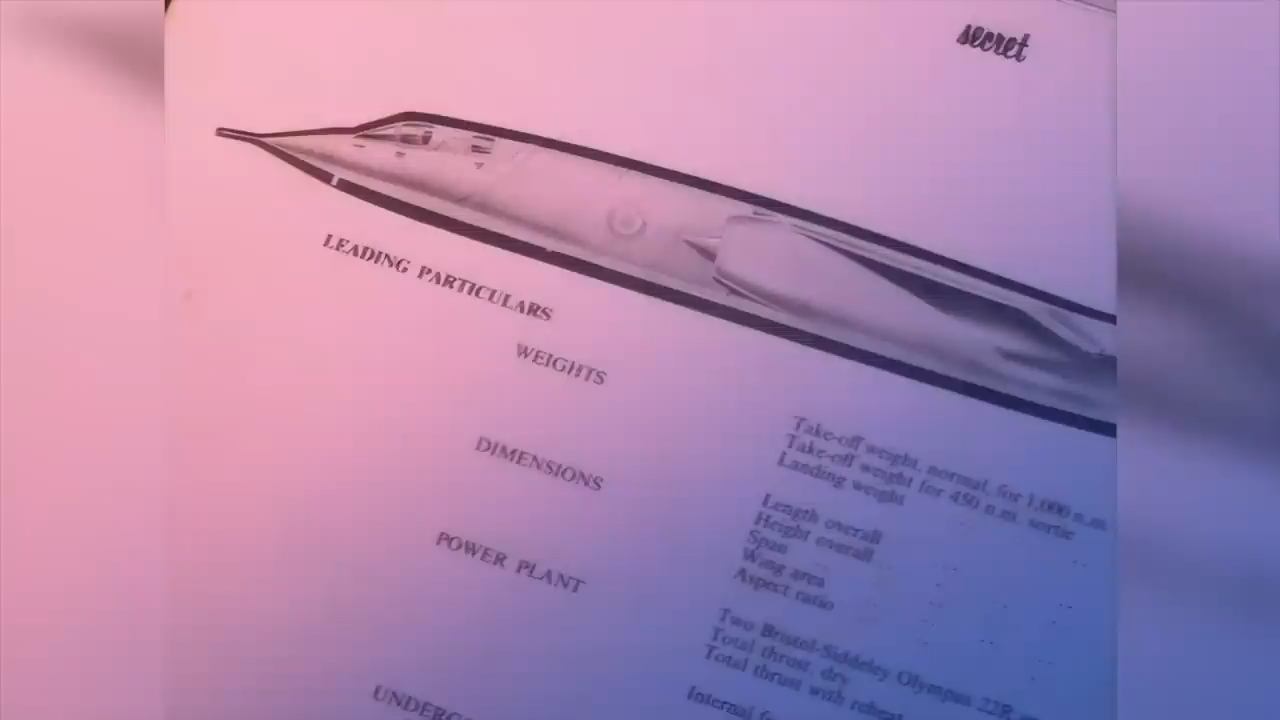 secret
LEADING PARTICULARS
WEIGHTS
Take-off weight, normal, for 1,000 n.m.
Take-off weight for 450 n.m. sortie
Landing weight
DIMENSIONS
Length overall
Height overall
Span
Wing area
Aspect ratio
POWER PLANT
Two Bristol-Siddeley Olympus 22R
Total thrust, dry
Total thrust with reheat
Internal